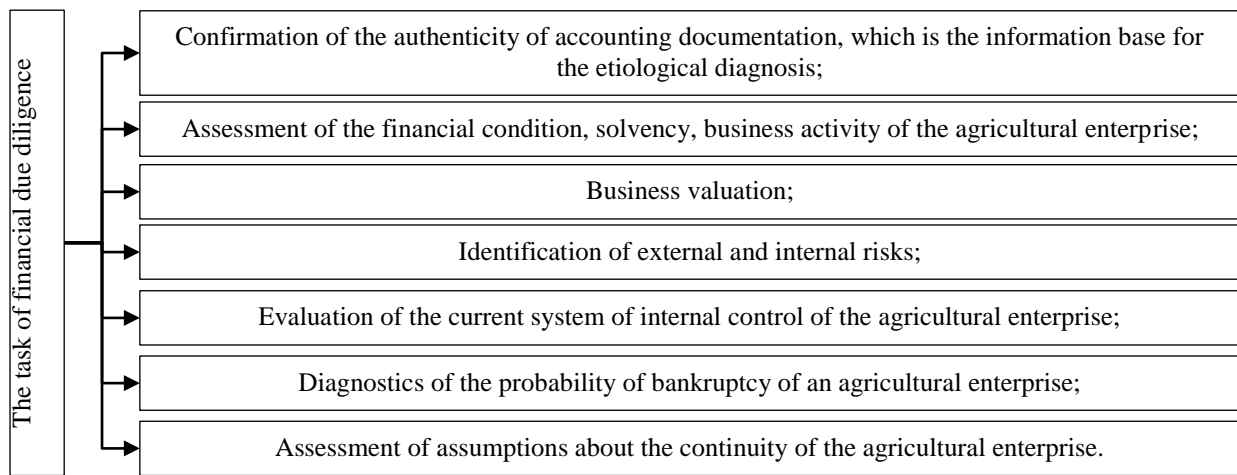 The task of financial due diligence
Confirmation of the authenticity of accounting documentation, which is the information base for
the etiological diagnosis;
Assessment of the financial condition, solvency, business activity of the agricultural enterprise;
Business valuation;
Identification of external and internal risks;
Evaluation of the current system of internal control of the agricultural enterprise;
Diagnostics of the probability of bankruptcy of an agricultural enterprise;
Assessment of assumptions about the continuity of the agricultural enterprise.